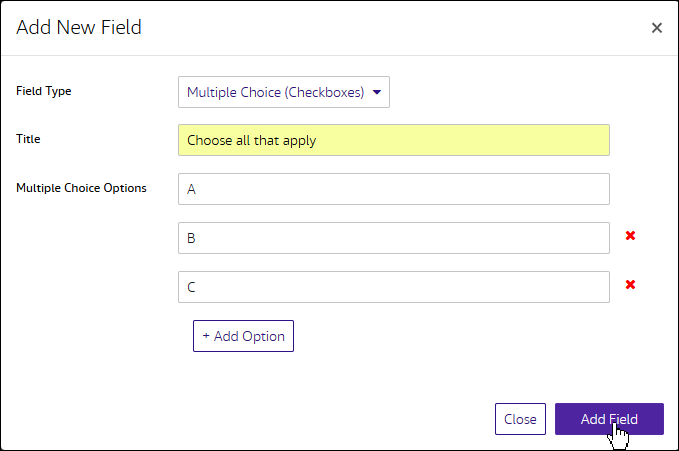 Add New Field
×
Field Type
Multiple Choice (Checkboxes)
Title
Choose all that apply
Multiple Choice Options
A
B
C
+ Add Option
Close
Add Field